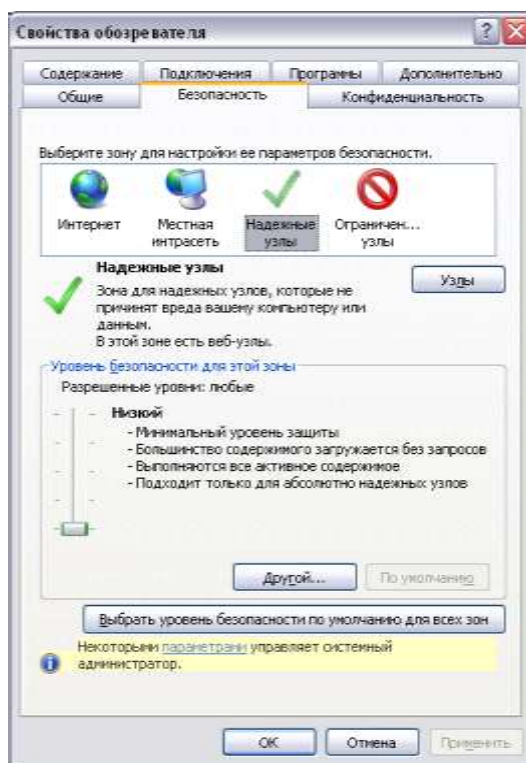 Свойства обозревателя
Содержание Подключения Программы Дополнительно
Общие Безопасность Конфиденциальность
Выберите зону для настройки ее параметров безопасности.
Интернет Местная интрасеть Надежные узлы Ограничен... узлы
Надежные узлы
Узлы
Зона для надежных узлов, которые не
причинят вреда вашему компьютеру или
данным.
В этой зоне есть веб-узлы.
Уровень безопасности для этой зоны
Разрешенные уровни: любые
Низкий
- Минимальный уровень защиты
- Большинство содержимого загружается без запросов
- Выполняются все активное содержимое
- Подходит только для абсолютно надежных узлов
Другой... По умолчанию
Выбрать уровень безопасности по умолчанию для всех зон
Некоторыми параметрами управляет системный
администратор.
OK Отмена Применить